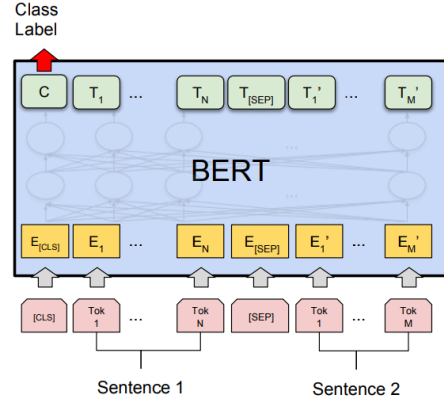 Class
Label
C T1 ... TN T[SEP] T1' ... TM'
...
BERT
...
E[CLS] E1 ... EN E[SEP] E1' ... EM'
[CLS] Tok 1 ... Tok N [SEP] Tok 1 ... Tok M
Sentence 1 Sentence 2